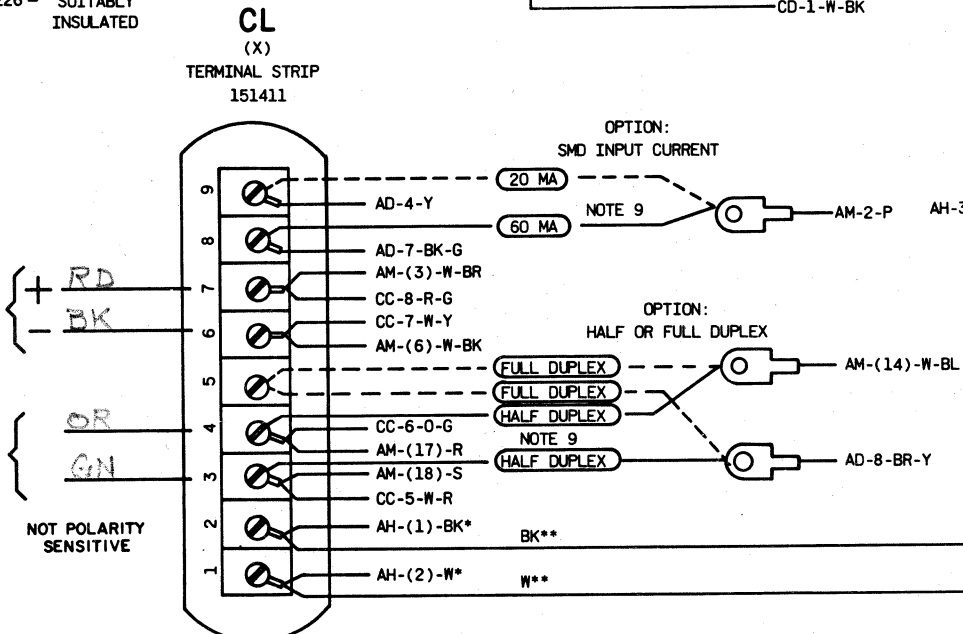 226 - SUITABLY
INSULATED
CD-1-W-BK
CL
(X)
TERMINAL STRIP
151411
OPTION:
SMD INPUT CURRENT
9
20 MA
AD-4-Y
AM-2-P
AH-3
8
60 MA
NOTE 9
AD-7-BK-G
+ RD
7
AM-(3)-W-BR
CC-8-R-G
- BK
6
CC-7-W-Y
AM-(6)-W-BK
OPTION:
HALF OR FULL DUPLEX
5
FULL DUPLEX
AM-(14)-W-BL
FULL DUPLEX
OR
4
HALF DUPLEX
CC-6-O-G
NOTE 9
AM-(17)-R
GN
3
HALF DUPLEX
AD-8-BR-Y
AM-(18)-S
CC-5-W-R
NOT POLARITY
SENSITIVE
2
AH-(1)-BK*
BK**
1
AH-(2)-W*
W**